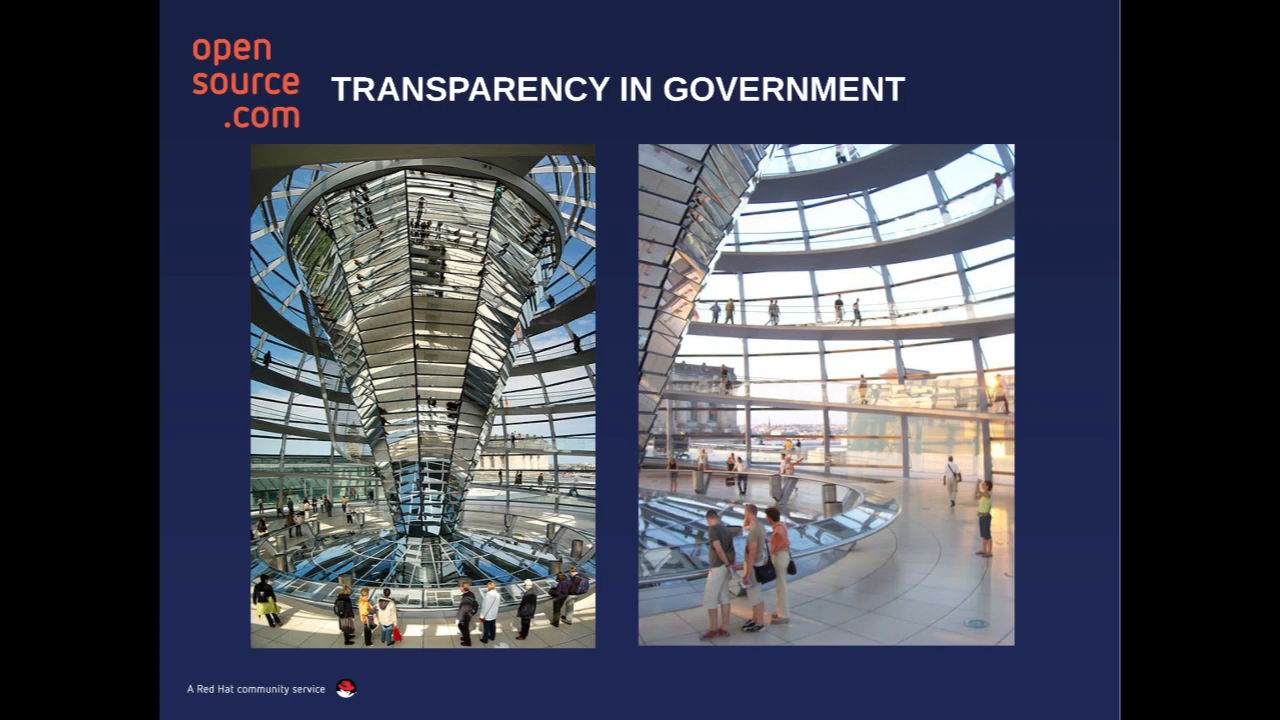 open
source
.com
TRANSPARENCY IN GOVERNMENT
A Red Hat community service